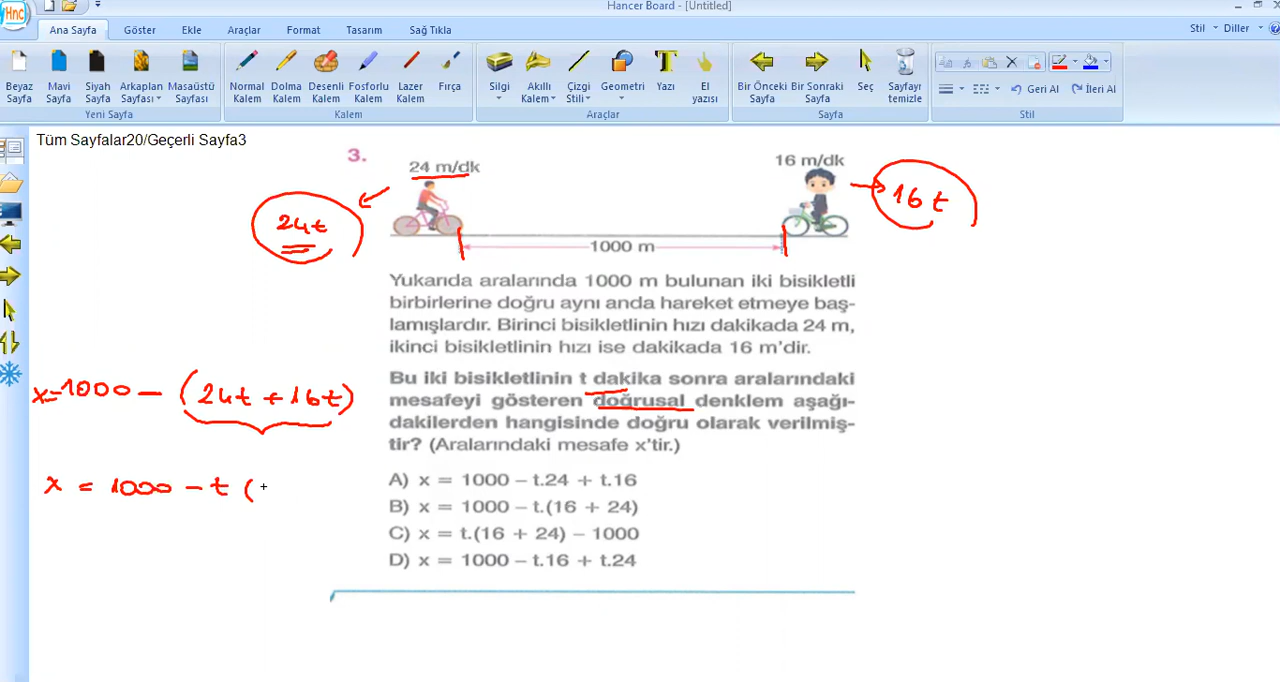 Hancer Board - [Untitled]
Hnc
Ana Sayfa Göster Ekle Araçlar Format Tasarım Sağ Tıkla Stil Diller
Beyaz Sayfa Mavi Sayfa Siyah Sayfa Arkaplan Sayfası Masaüstü Sayfası
Yeni Sayfa
Normal Kalem Dolma Kalem Desenli Kalem Fosforlu Kalem Lazer Kalem Fırça
Kalem
Silgi Akıllı Kalem Çizgi Stili Geometri Yazı El yazısı
Araçlar
Bir Önceki Sayfa Bir Sonraki Sayfa Seç Sayfayı temizle
Sayfa
Geri Al İleri Al
Stil
Tüm Sayfalar20/Geçerli Sayfa3
3.
24 m/dk 16 m/dk
24t 16t
1000 m
Yukarıda aralarında 1000 m bulunan iki bisikletli
birbirlerine doğru aynı anda hareket etmeye baş-
lamışlardır. Birinci bisikletlinin hızı dakikada 24 m,
ikinci bisikletlinin hızı ise dakikada 16 m'dir.
Bu iki bisikletlinin t dakika sonra aralarındaki
mesafeyi gösteren doğrusal denklem aşağı-
dakilerden hangisinde doğru olarak verilmiş-
tir? (Aralarındaki mesafe x'tir.)
A) x = 1000 – t.24 + t.16
B) x = 1000 – t.(16 + 24)
C) x = t.(16 + 24) – 1000
D) x = 1000 – t.16 + t.24
x=1000 – (24t + 16t)
x = 1000 – t (